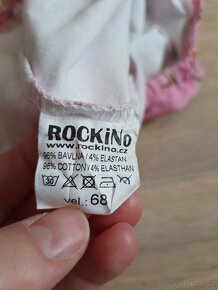 ROCKiNO
www.rockino.cz
96% BAVLNA / 4% ELASTAN
96% COTTON / 4% ELASTHAN
30
vel.: 68